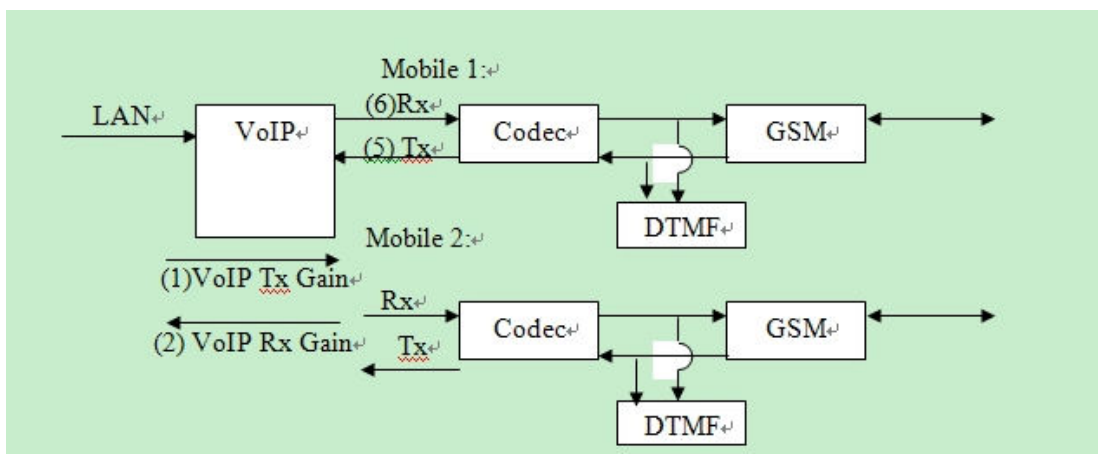 Mobile 1:
LAN
VoIP
(6)Rx
(5) Tx
Codec
GSM
DTMF
Mobile 2:
(1)VoIP Tx Gain
(2) VoIP Rx Gain
Rx
Tx
Codec
GSM
DTMF